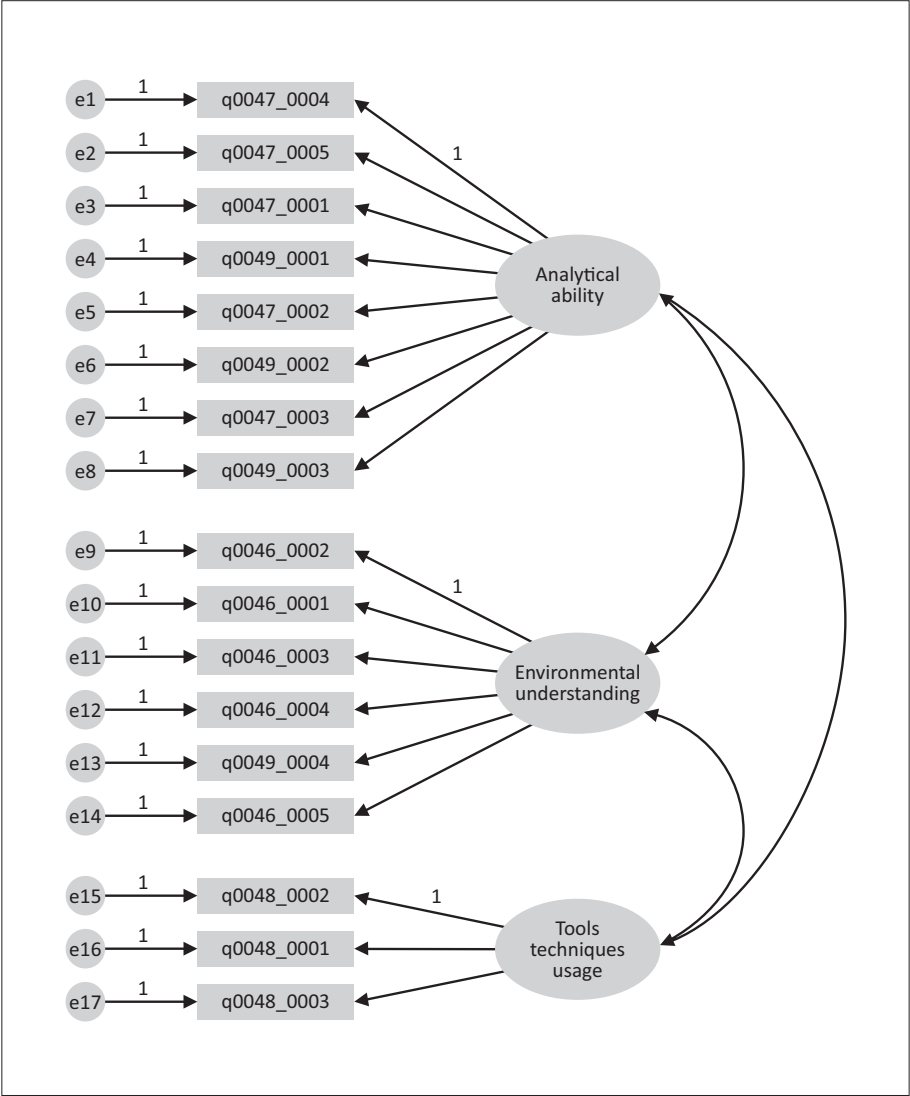 e1 1 q0047_0004
e2 1 q0047_0005
1
e3 1 q0047_0001
e4 1 q0049_0001
Analytical
ability
e5 1 q0047_0002
e6 1 q0049_0002
e7 1 q0047_0003
e8 1 q0049_0003
e9 1 q0046_0002
1
e10 1 q0046_0001
e11 1 q0046_0003
Environmental
understanding
e12 1 q0046_0004
e13 1 q0049_0004
e14 1 q0046_0005
e15 1 q0048_0002
1
e16 1 q0048_0001
Tools
techniques
usage
e17 1 q0048_0003